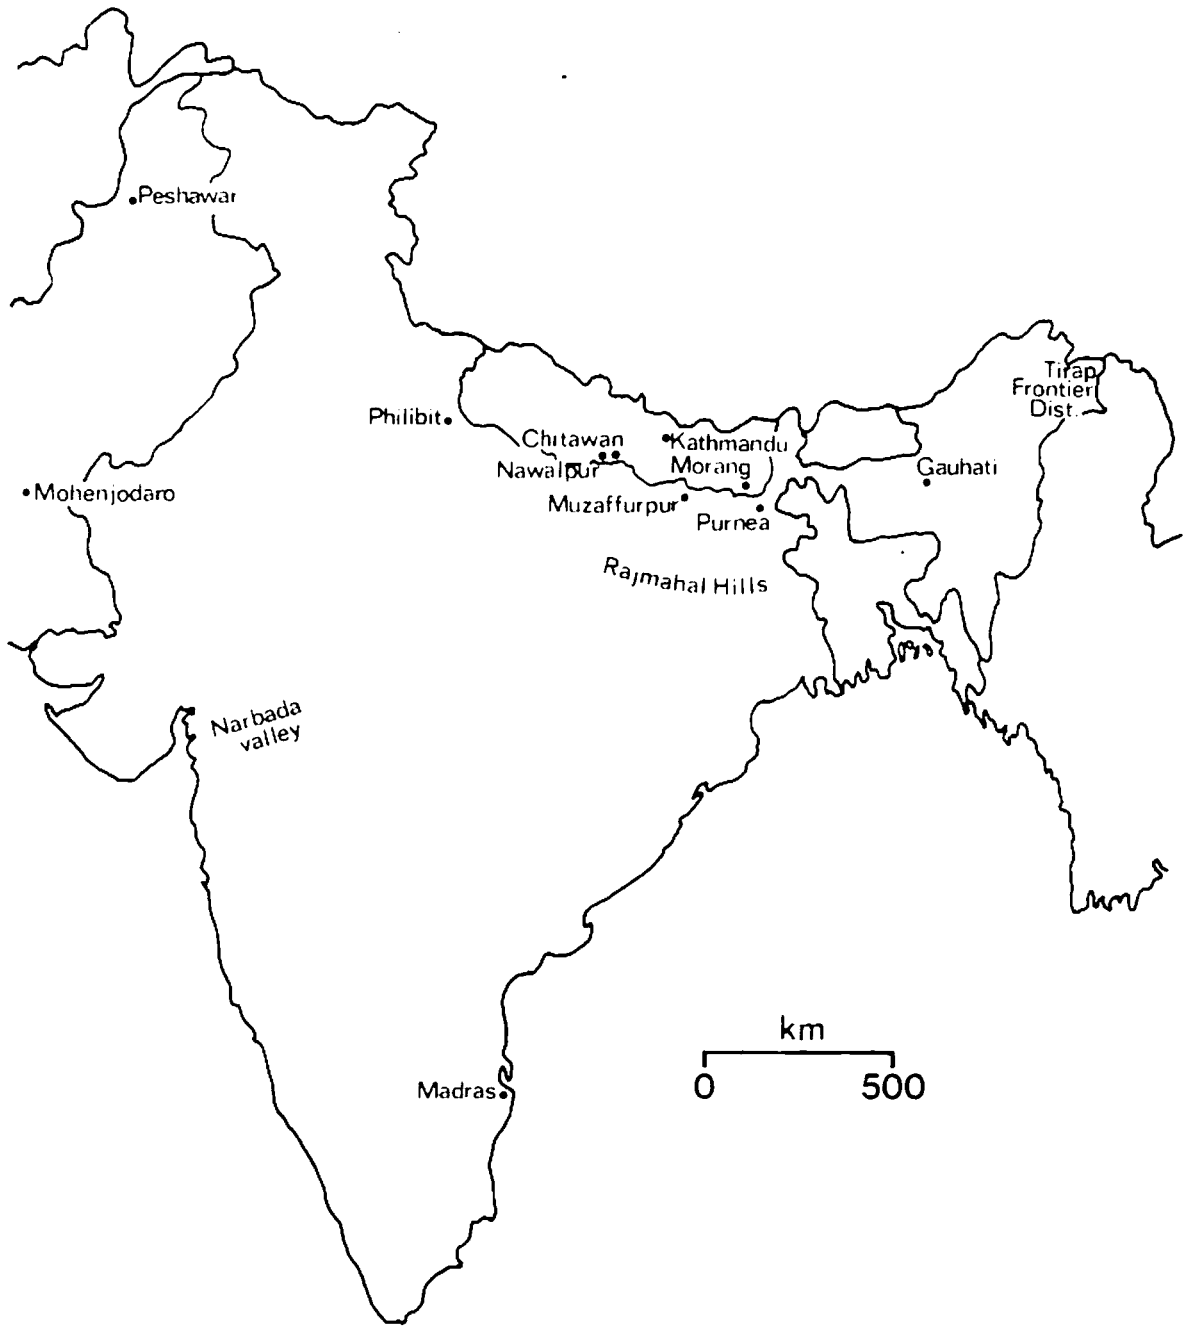 Peshawar
Tirap
Frontier
Dist.
Philibit
Chitawan
Kathmandu
Nawalpur
Morang
Gauhati
Mohenjodaro
Muzaffurpur
Purnea
Rajmahal Hills
Narbada
valley
km
0 500
Madras